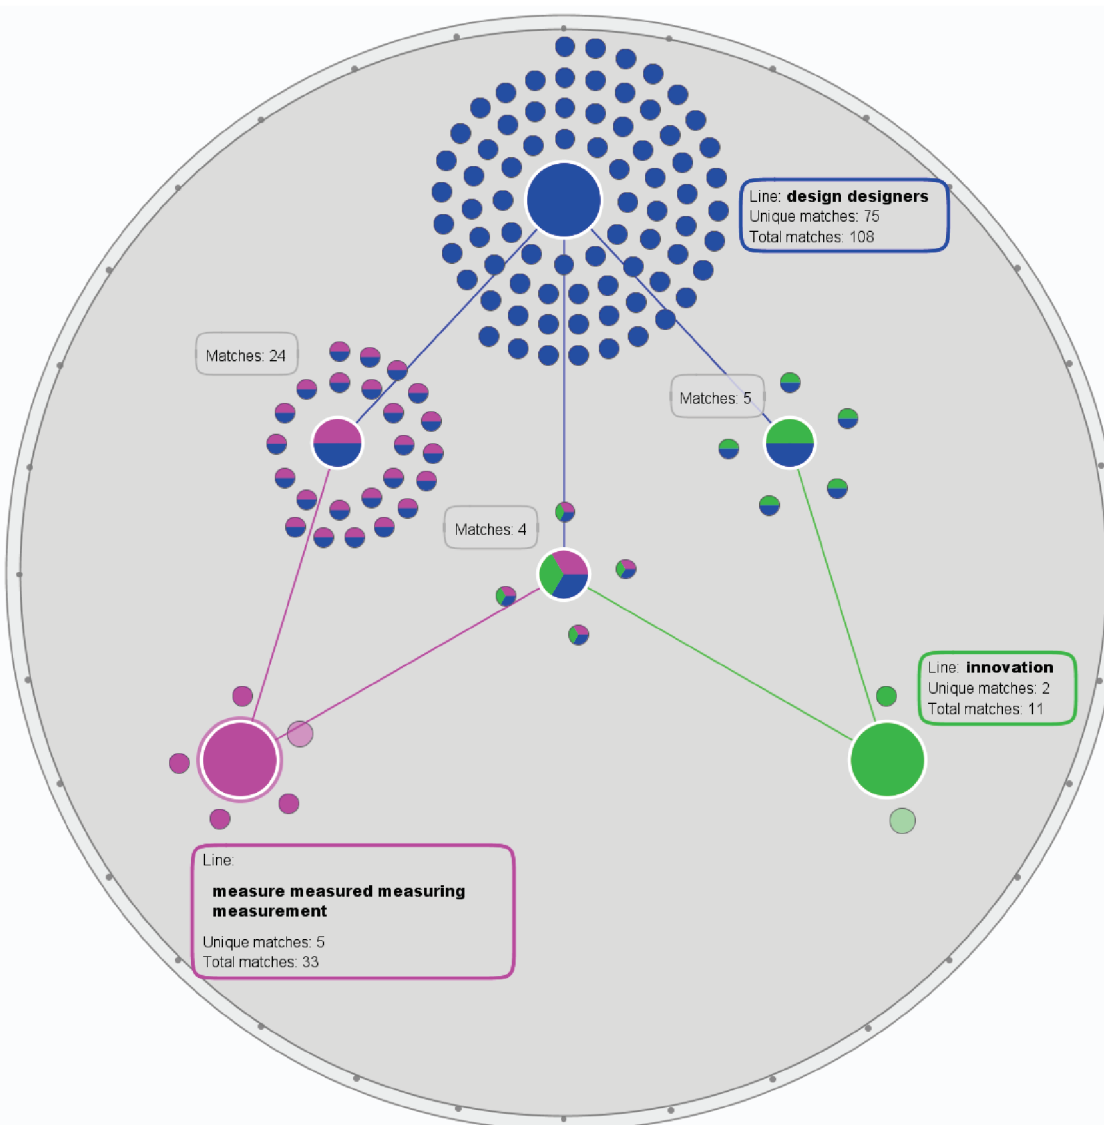 Line: design designers
Unique matches: 75
Total matches: 108
Matches: 24
Matches: 5
Matches: 4
Line: innovation
Unique matches: 2
Total matches: 11
Line:
measure measured measuring
measurement
Unique matches: 5
Total matches: 33